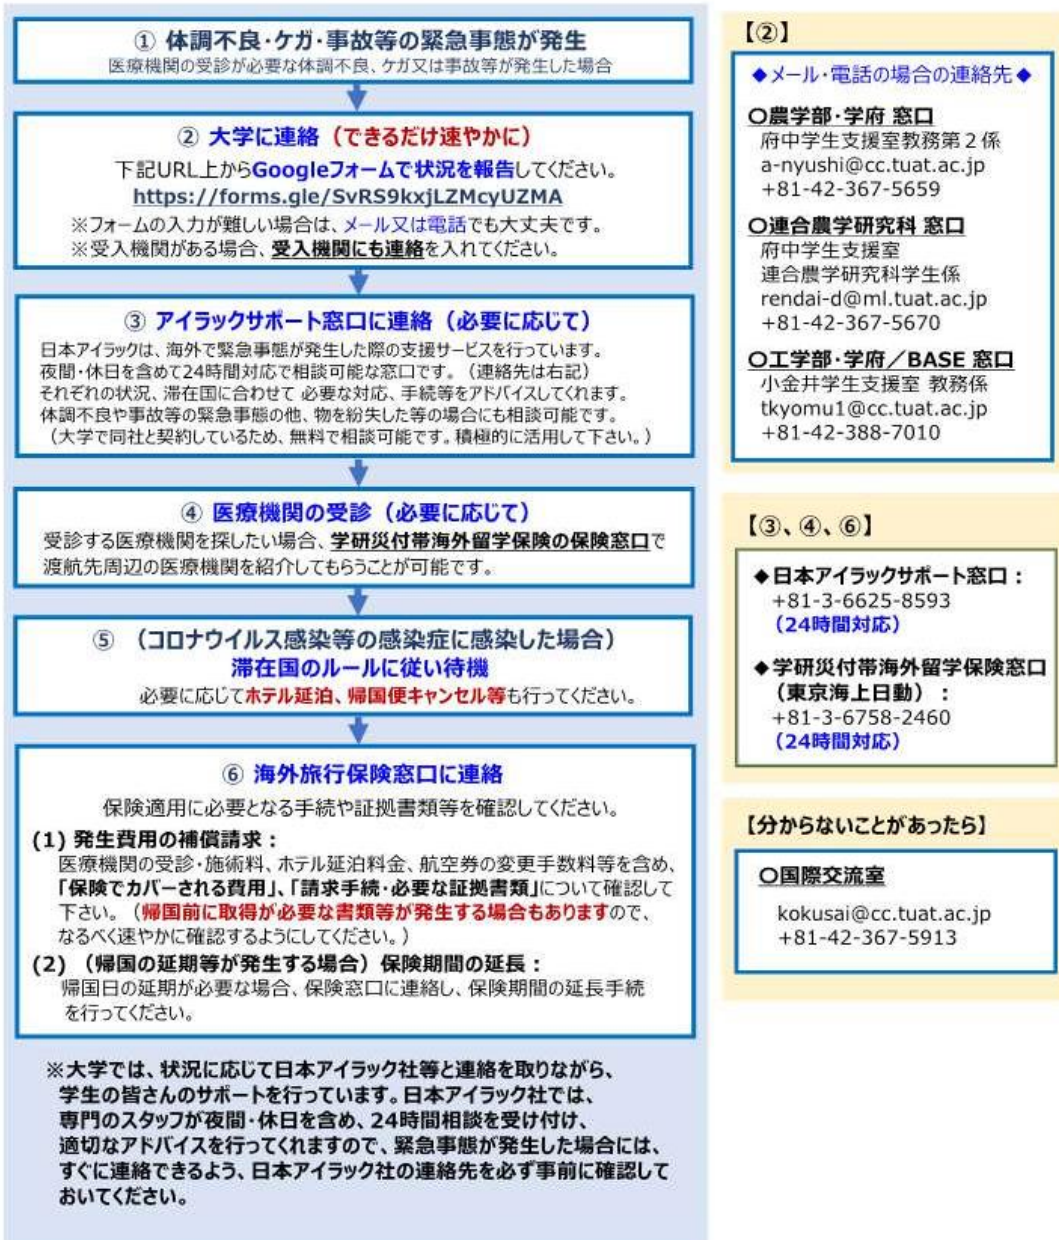 ① 体調不良・ケガ・事故等の緊急事態が発生
医療機関の受診が必要な体調不良、ケガ又は事故等が発生した場合
② 大学に連絡（できるだけ速やかに）
下記URL上からGoogleフォームで状況を報告してください。
https://forms.gle/SvRS9kxjLZMcyUZMA
※フォームの入力が難しい場合は、メール又は電話でも大丈夫です。
※受入機関がある場合、受入機関にも連絡を入れてください。
③ アイラックサポート窓口に連絡（必要に応じて）
日本アイラックは、海外で緊急事態が発生した際の支援サービスを行っています。
夜間・休日を含めて24時間対応で相談可能な窓口です。（連絡先は右記）
それぞれの状況、滞在国に合わせて 必要な対応、手続等をアドバイスしてくれます。
体調不良や事故等の緊急事態の他、物を紛失した等の場合にも相談可能です。
（大学で同社と契約しているため、無料で相談可能です。積極的に活用して下さい。）
④ 医療機関の受診（必要に応じて）
受診する医療機関を探したい場合、学研災付帯海外留学保険の保険窓口で
渡航先周辺の医療機関を紹介してもらうことが可能です。
⑤ （コロナウイルス感染等の感染症に感染した場合）
滞在国のルールに従い待機
必要に応じてホテル延泊、帰国便キャンセル等も行ってください。
⑥ 海外旅行保険窓口に連絡
保険適用に必要となる手続や証拠書類等を確認してください。
(1) 発生費用の補償請求：
医療機関の受診・施術料、ホテル延泊料金、航空券の変更手数料等を含め、
「保険でカバーされる費用」、「請求手続・必要な証拠書類」について確認して
下さい。（帰国前に取得が必要な書類等が発生する場合もありますので、
なるべく速やかに確認するようにしてください。）
(2) （帰国の延期等が発生する場合）保険期間の延長：
帰国日の延期が必要な場合、保険窓口に連絡し、保険期間の延長手続
を行ってください。
※大学では、状況に応じて日本アイラック社等と連絡を取りながら、
学生の皆さんのサポートを行っています。日本アイラック社では、
専門のスタッフが夜間・休日を含め、24時間相談を受け付け、
適切なアドバイスを行ってくれますので、緊急事態が発生した場合には、
すぐに連絡できるよう、日本アイラック社の連絡先を必ず事前に確認して
おいてください。
【②】
◆メール・電話の場合の連絡先◆
〇農学部・学府 窓口
府中学生支援室教務第２係
a-nyushi@cc.tuat.ac.jp
+81-42-367-5659
〇連合農学研究科 窓口
府中学生支援室
連合農学研究科学生係
rendai-d@ml.tuat.ac.jp
+81-42-367-5670
〇工学部・学府／BASE 窓口
小金井学生支援室 教務係
tkyomu1@cc.tuat.ac.jp
+81-42-388-7010
【③、④、⑥】
◆日本アイラックサポート窓口：
+81-3-6625-8593
（24時間対応）
◆学研災付帯海外留学保険窓口
（東京海上日動）：
+81-3-6758-2460
（24時間対応）
【分からないことがあったら】
〇国際交流室
kokusai@cc.tuat.ac.jp
+81-42-367-5913